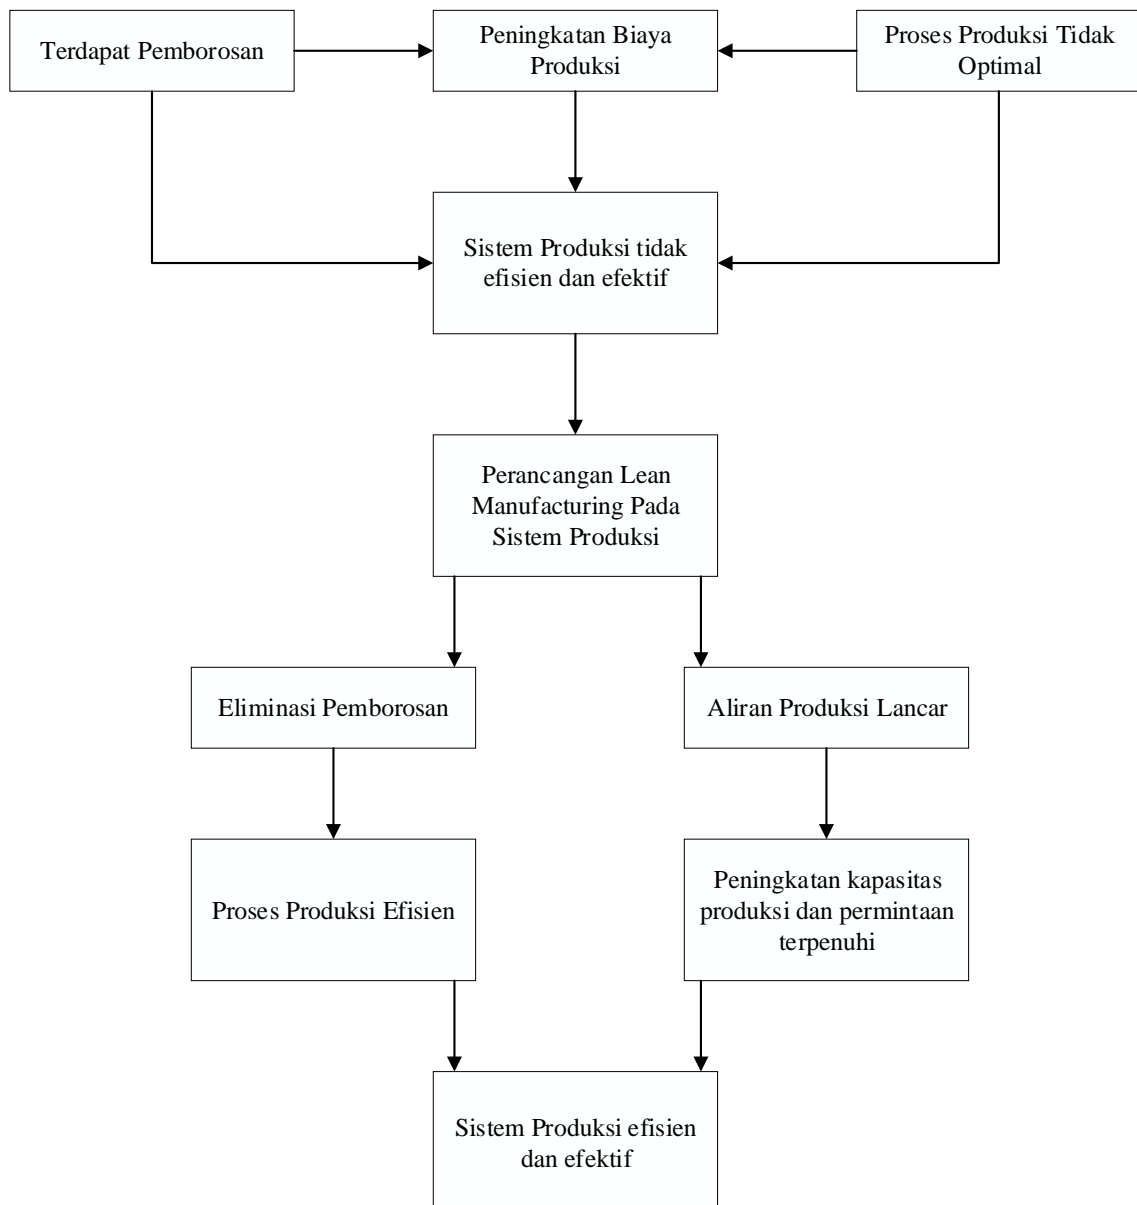 Terdapat Pemborosan
Peningkatan Biaya
Produksi
Proses Produksi Tidak
Optimal
Sistem Produksi tidak
efisien dan efektif
Perancangan Lean
Manufacturing Pada
Sistem Produksi
Eliminasi Pemborosan
Aliran Produksi Lancar
Proses Produksi Efisien
Peningkatan kapasitas
produksi dan permintaan
terpenuhi
Sistem Produksi efisien
dan efektif